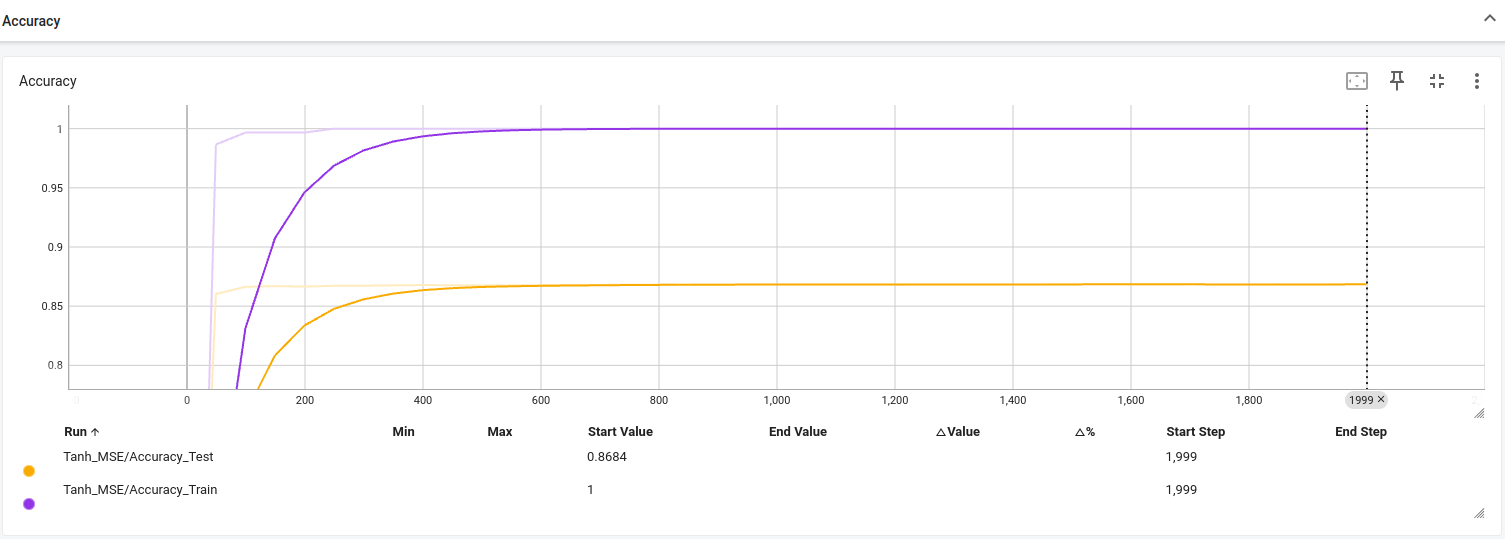 Accuracy
Accuracy
1
0.95
0.9
0.85
0.8
0 200 400 600 800 1,000 1,200 1,400 1,600 1,800 1999 ×
Run ↑ Min Max Start Value End Value △Value △% Start Step End Step
Tanh_MSE/Accuracy_Test 0.8684 1,999
Tanh_MSE/Accuracy_Train 1 1,999